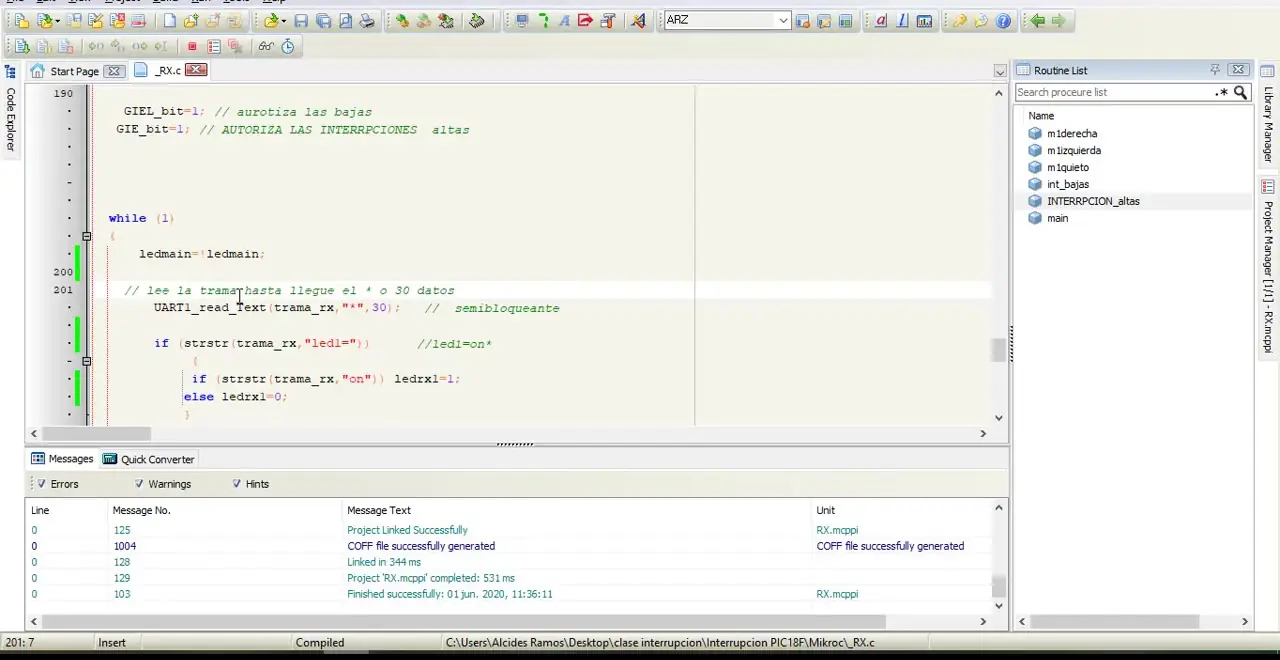 ARZ
Start Page
_RX.c
Routine List
Code Explorer
190
GIEL_bit=1; // aurotiza las bajas
GIE_bit=1; // AUTORIZA LAS INTERRPCIONES altas
while (1)
{
ledmain=!ledmain;
200
201 // lee la trama hasta llegue el * o 30 datos
UART1_read_Text(trama_rx,"*",30); // semibloqueante
if (strstr(trama_rx,"led1=")) //led1=on*
{
if (strstr(trama_rx,"on")) ledrx1=1;
else ledrx1=0;
}
Search proceure list
.*
Name
m1derecha
m1izquierda
m1quieto
int_bajas
INTERRPCION_altas
main
Library Manager
Project Manager [1/1] - RX.mcppi
Messages
Quick Converter
Errors
Warnings
Hints
Line Message No. Message Text Unit
0 125 Project Linked Successfully RX.mcppi
0 1004 COFF file successfully generated COFF file successfully generated
0 128 Linked in 344 ms
0 129 Project 'RX.mcppi' completed: 531 ms
0 103 Finished successfully: 01 jun. 2020, 11:36:11 RX.mcppi
201: 7 Insert Compiled C:\Users\Alcides Ramos\Desktop\clase interrupcion\Interrupcion PIC18F\Mikroc\_RX.c